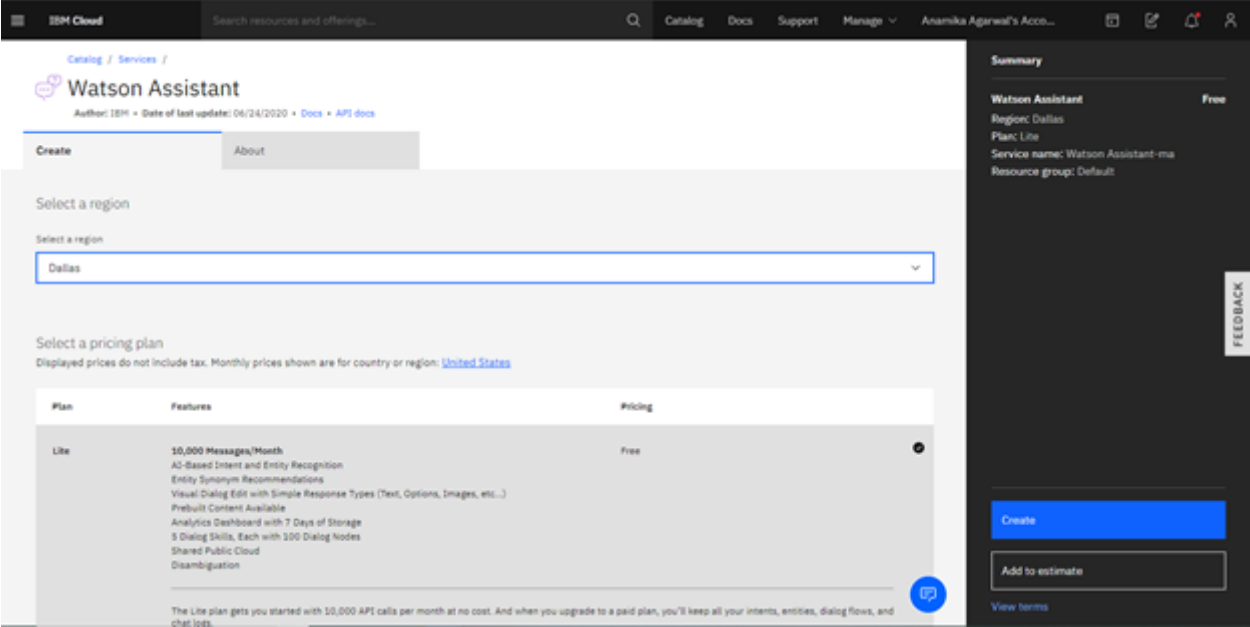 IBM Cloud
Search resources and offerings...
Catalog
Docs
Support
Manage
Anamika Agarwal's Acco...
Catalog / Services /
Watson Assistant
Author: IBM • Date of last update: 06/24/2020 • Docs • API docs
Create
About
Select a region
Select a region
Dallas
Select a pricing plan
Displayed prices do not include tax. Monthly prices shown are for country or region: United States
Plan
Features
Pricing
Lite
10,000 Messages/Month
Free
AI-Based Intent and Entity Recognition
Entity Synonym Recommendations
Visual Dialog Edit with Simple Response Types (Text, Options, Images, etc...)
Prebuilt Content Available
Analytics Dashboard with 7 Days of Storage
5 Dialog Skills, Each with 100 Dialog Nodes
Shared Public Cloud
Disambiguation
The Lite plan gets you started with 10,000 API calls per month at no cost. And when you upgrade to a paid plan, you'll keep all your intents, entities, dialog flows, and
chat logs.
Summary
Watson Assistant
Free
Region: Dallas
Plan: Lite
Service name: Watson Assistant-ma
Resource group: Default
FEEDBACK
Create
Add to estimate
View terms